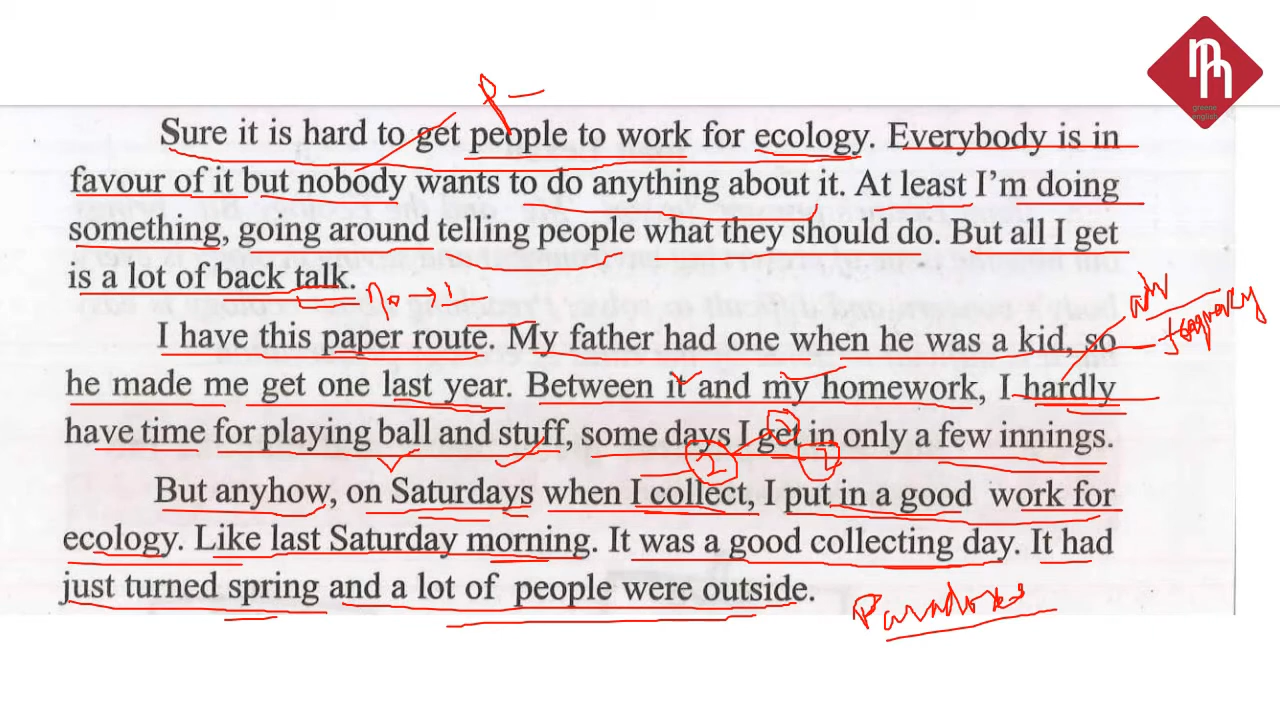 greese
english
P -
Sure it is hard to get people to work for ecology. Everybody is in
favour of it but nobody wants to do anything about it. At least I'm doing
something, going around telling people what they should do. But all I get
is a lot of back talk.
I have this paper route. My father had one when he was a kid, so
he made me get one last year. Between it and my homework, I hardly
have time for playing ball and stuff, some days I get in only a few innings.
But anyhow, on Saturdays when I collect, I put in a good work for
ecology. Like last Saturday morning. It was a good collecting day. It had
just turned spring and a lot of people were outside.
Paradoxes